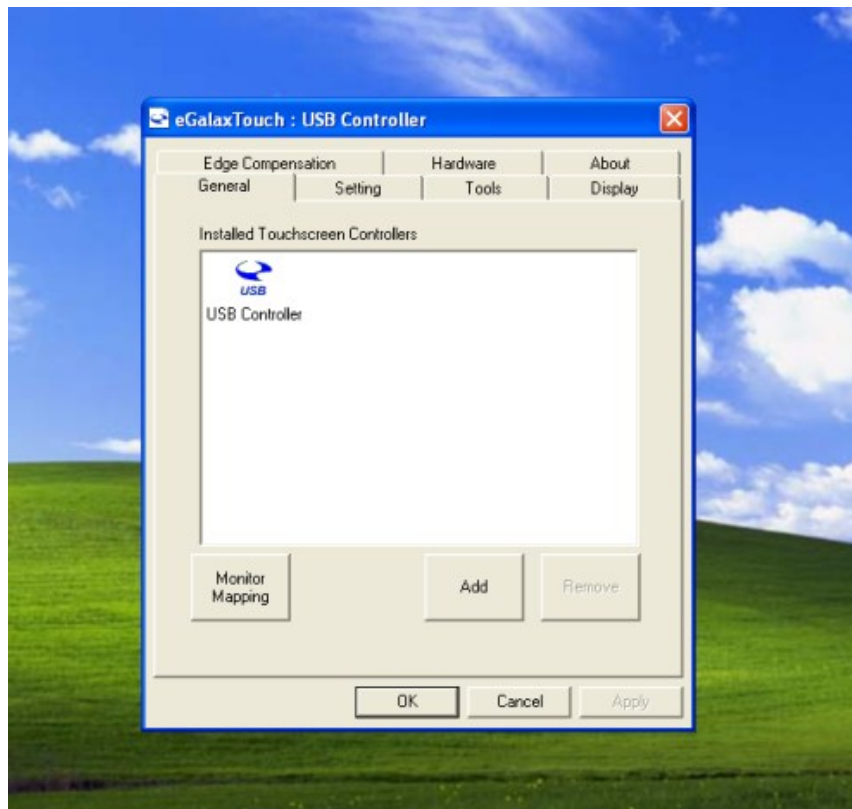 eGalaxTouch : USB Controller
Edge Compensation Hardware About
General Setting Tools Display
Installed Touchscreen Controllers
USB
USB Controller
Monitor
Mapping
Add
Remove
OK Cancel Apply